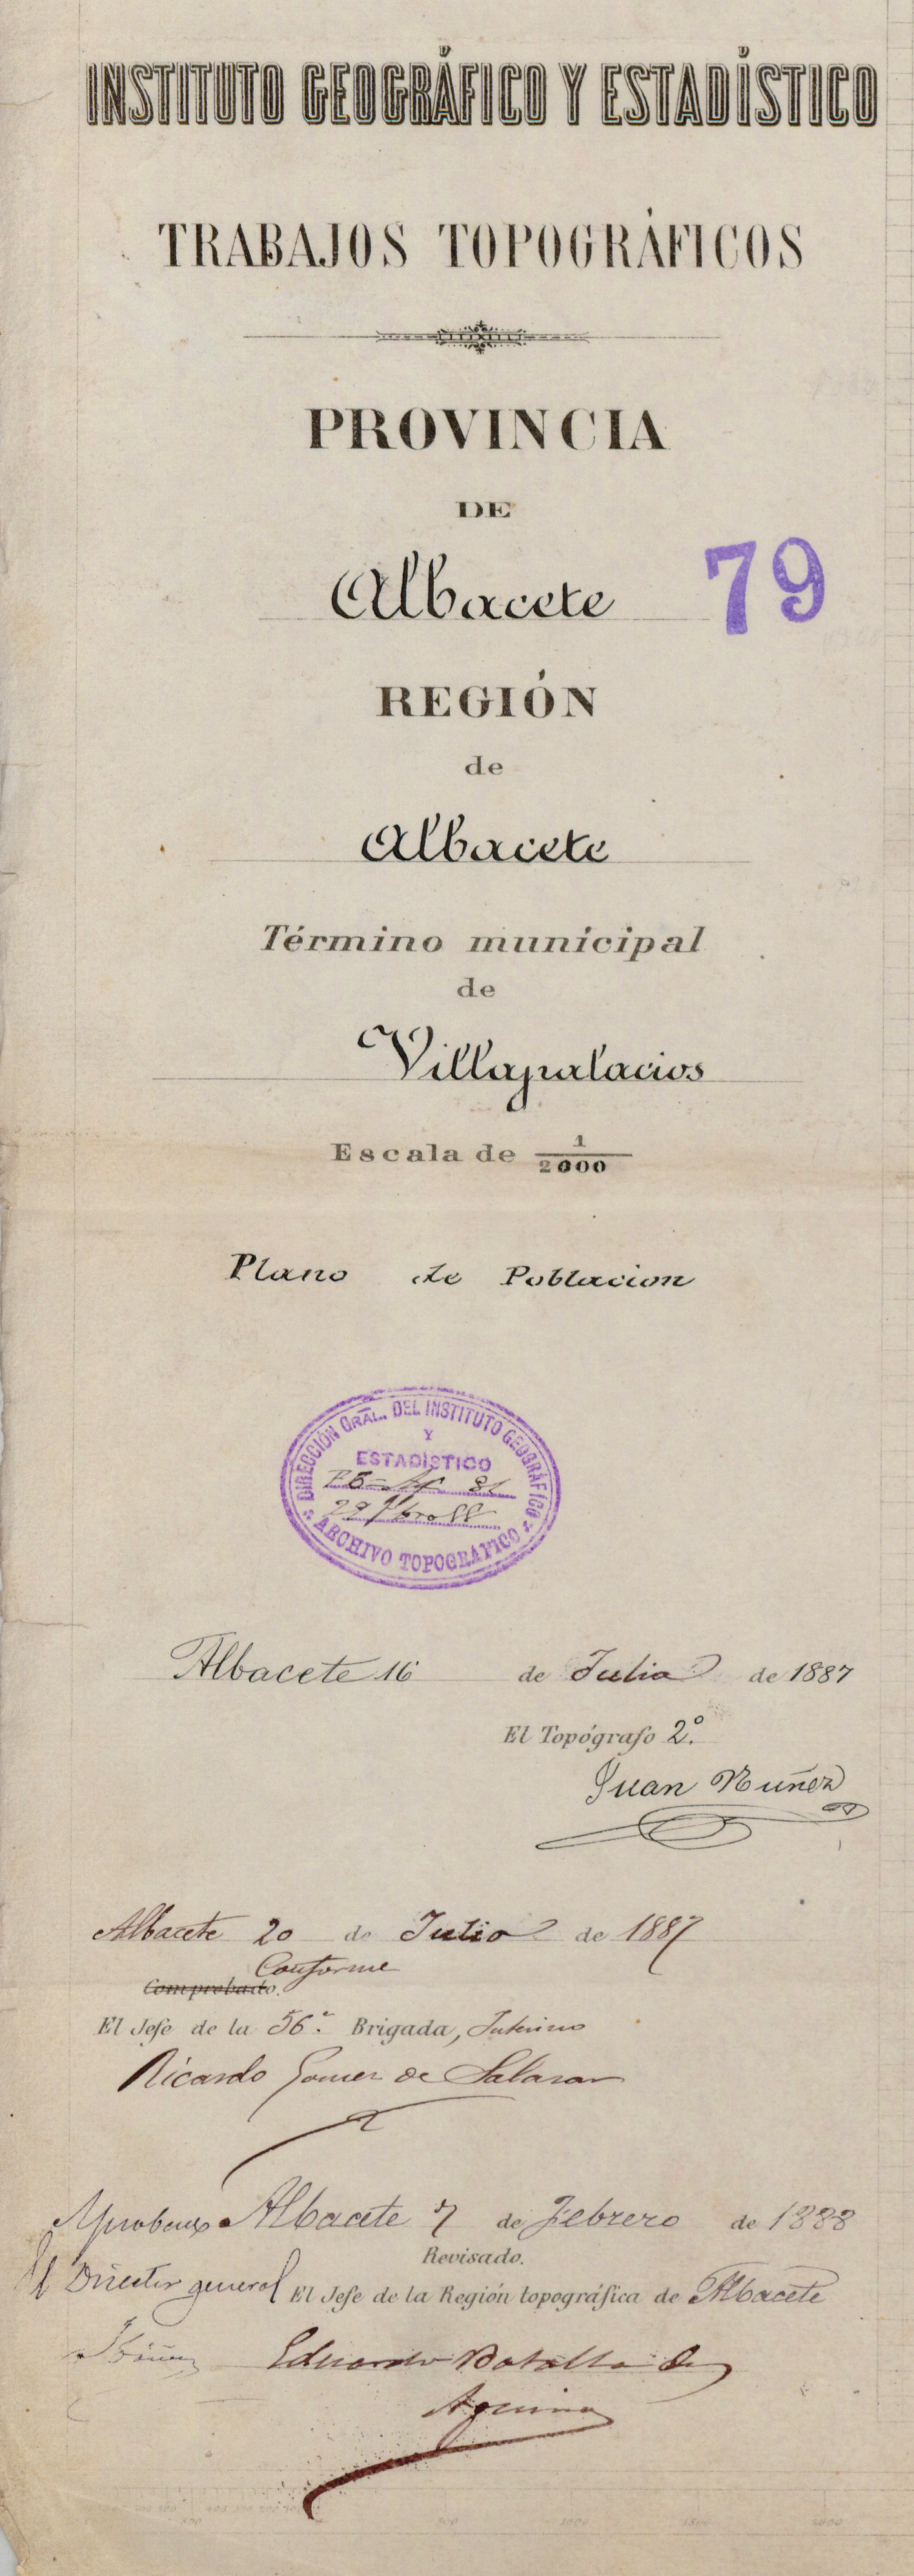 INSTITUTO GEOGRÁFICO Y ESTADÍSTICO
TRABAJOS TOPOGRÁFICOS
PROVINCIA
DE
Albacete
79
REGIÓN
de
Albacete
Término municipal
de
Villapalacios
Escala de 1/2000
Plano de Poblacion
DIRECCIÓN GRAL. DEL INSTITUTO GEOGRÁFICO
Y
ESTADÍSTICO
ARCHIVO TOPOGRÁFICO
Albacete 16 de Julio de 1887
El Topógrafo 2.º
Juan Nuñez
Albacete 20 de Julio de 1887
Conforme
Comprobado.
El Jefe de la 56.ª Brigada, Interino
Ricardo Gomez de Salazar
Albacete 7 de Febrero de 1888
Revisado.
El Director general
El Jefe de la Región topográfica de Albacete
Ibáñez
Eduardo